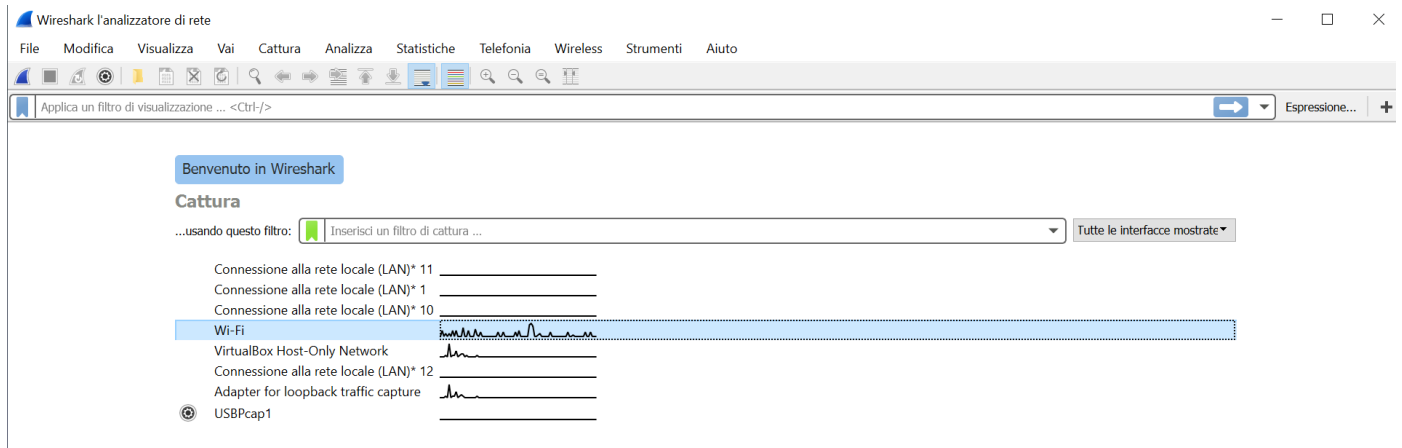 Wireshark l'analizzatore di rete
File Modifica Visualizza Vai Cattura Analizza Statistiche Telefonia Wireless Strumenti Aiuto
Applica un filtro di visualizzazione ... <Ctrl-/> Espressione... +
Benvenuto in Wireshark
Cattura
...usando questo filtro: Inserisci un filtro di cattura ... Tutte le interfacce mostrate
Connessione alla rete locale (LAN)* 11
Connessione alla rete locale (LAN)* 1
Connessione alla rete locale (LAN)* 10
Wi-Fi
VirtualBox Host-Only Network
Connessione alla rete locale (LAN)* 12
Adapter for loopback traffic capture
USBPcap1